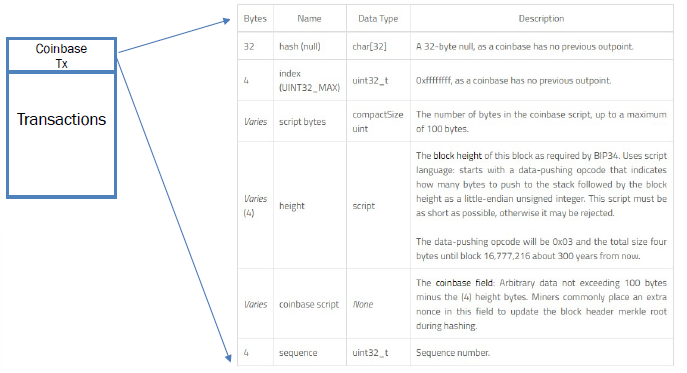 Coinbase
Tx
Transactions
Bytes Name Data Type Description
32 hash (null) char[32] A 32-byte null, as a coinbase has no previous outpoint.
4 index (UINT32_MAX) uint32_t 0xffffffff, as a coinbase has no previous outpoint.
Varies script bytes compactSize uint The number of bytes in the coinbase script, up to a maximum
of 100 bytes.
Varies (4) height script The block height of this block as required by BIP34. Uses script
language: starts with a data-pushing opcode that indicates
how many bytes to push to the stack followed by the block
height as a little-endian unsigned integer. This script must be
as short as possible, otherwise it may be rejected.
The data-pushing opcode will be 0x03 and the total size four
bytes until block 16,777,216 about 300 years from now.
Varies coinbase script None The coinbase field: Arbitrary data not exceeding 100 bytes
minus the (4) height bytes. Miners commonly place an extra
nonce in this field to update the block header merkle root
during hashing.
4 sequence uint32_t Sequence number.